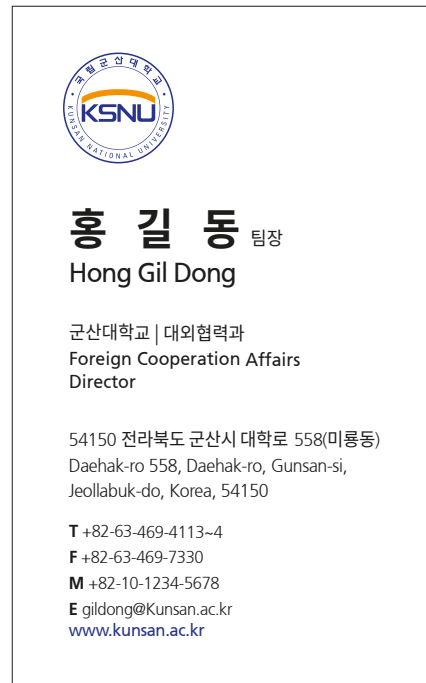 국립군산대학교
KSNU
KUNSAN NATIONAL UNIVERSITY
홍 길 동 팀장
Hong Gil Dong
군산대학교 | 대외협력과
Foreign Cooperation Affairs
Director
54150 전라북도 군산시 대학로 558(미룡동)
Daehak-ro 558, Daehak-ro, Gunsan-si,
Jeollabuk-do, Korea, 54150
T +82-63-469-4113~4
F +82-63-469-7330
M +82-10-1234-5678
E gildong@Kunsan.ac.kr
www.kunsan.ac.kr